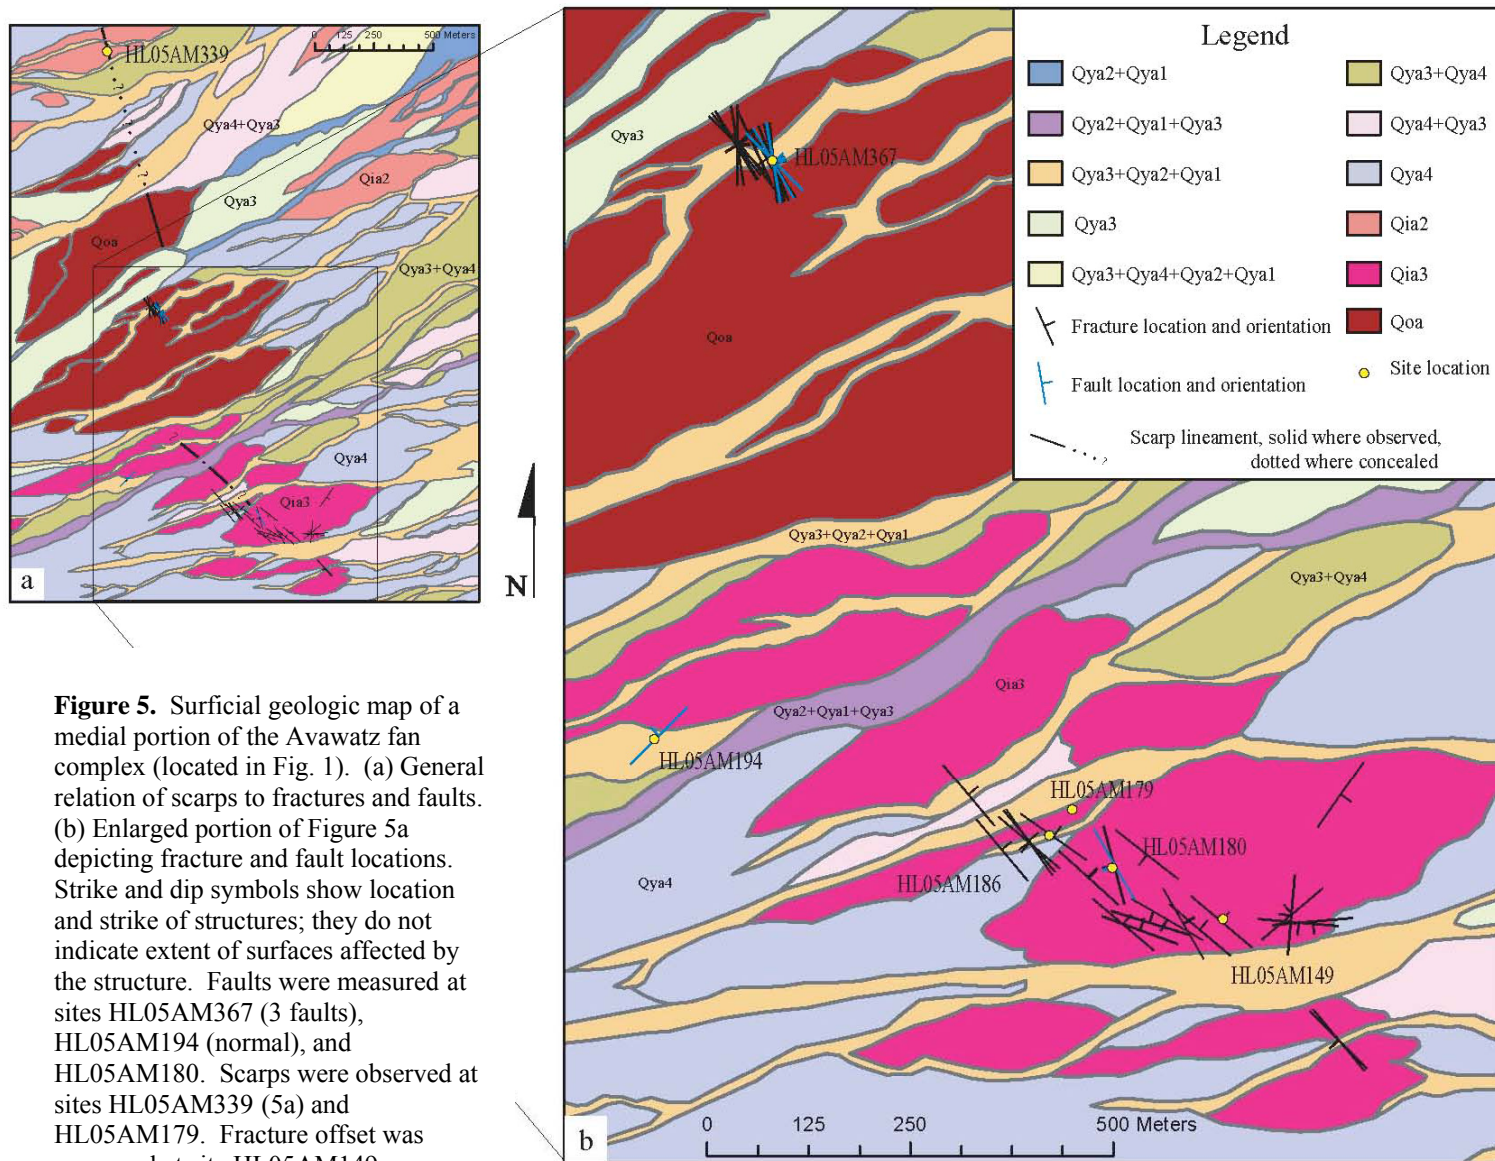 HL05AM339
0 125 250 500 Meters
?
?
Qya4+Qya3
?
Qia2
Qya3
Qoa
Qya3+Qya4
?
Qya4
?
Qia3
a
N
Figure 5. Surficial geologic map of a
medial portion of the Avawatz fan
complex (located in Fig. 1). (a) General
relation of scarps to fractures and faults.
(b) Enlarged portion of Figure 5a
depicting fracture and fault locations.
Strike and dip symbols show location
and strike of structures; they do not
indicate extent of surfaces affected by
the structure. Faults were measured at
sites HL05AM367 (3 faults),
HL05AM194 (normal), and
HL05AM180. Scarps were observed at
sites HL05AM339 (5a) and
HL05AM179. Fracture offset was
Legend
Qya2+Qya1
Qya2+Qya1+Qya3
Qya3+Qya2+Qya1
Qya3
Qya3+Qya4+Qya2+Qya1
Fracture location and orientation
Fault location and orientation
Qya3+Qya4
Qya4+Qya3
Qya4
Qia2
Qia3
Qoa
Site location
?
Scarp lineament, solid where observed,
dotted where concealed
Qya3
HL05AM367
Qoa
Qya3+Qya2+Qya1
Qya3+Qya4
Qia3
Qya2+Qya1+Qya3
HL05AM194
HL05AM179
HL05AM180
HL05AM186
Qya4
HL05AM149
b
0 125 250 500 Meters